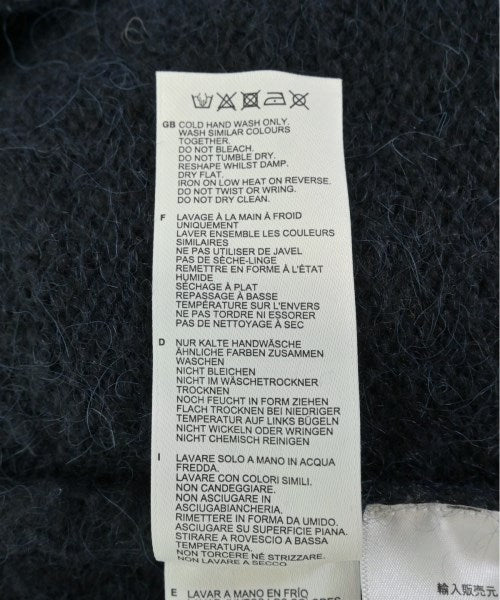 GB COLD HAND WASH ONLY.
WASH SIMILAR COLOURS
TOGETHER.
DO NOT BLEACH.
DO NOT TUMBLE DRY.
RESHAPE WHILST DAMP.
DRY FLAT.
IRON ON LOW HEAT ON REVERSE.
DO NOT TWIST OR WRING.
DO NOT DRY CLEAN.
F LAVAGE À LA MAIN À FROID
UNIQUEMENT
LAVER ENSEMBLE LES COULEURS
SIMILAIRES
NE PAS UTILISER DE JAVEL
PAS DE SÈCHE-LINGE
REMETTRE EN FORME À L'ÉTAT
HUMIDE
SÉCHAGE À PLAT
REPASSAGE À BASSE
TEMPÉRATURE SUR L'ENVERS
NE PAS TORDRE NI ESSORER
PAS DE NETTOYAGE À SEC
D NUR KALTE HANDWÄSCHE
ÄHNLICHE FARBEN ZUSAMMEN
WASCHEN
NICHT BLEICHEN
NICHT IM WÄSCHETROCKNER
TROCKNEN
NOCH FEUCHT IN FORM ZIEHEN
FLACH TROCKNEN BEI NIEDRIGER
TEMPERATUR AUF LINKS BÜGELN
NICHT WICKELN ODER WRINGEN
NICHT CHEMISCH REINIGEN
I LAVARE SOLO A MANO IN ACQUA
FREDDA.
LAVARE CON COLORI SIMILI.
NON CANDEGGIARE.
NON ASCIUGARE IN
ASCIUGABIANCHERIA.
RIMETTERE IN FORMA DA UMIDO.
ASCIUGARE SU SUPERFICIE PIANA.
STIRARE A ROVESCIO A BASSA
TEMPERATURA.
NON TORCERE NÉ STRIZZARE.
NON LAVARE A SECCO
E LAVAR A MANO EN FRÍO
輸入販売元